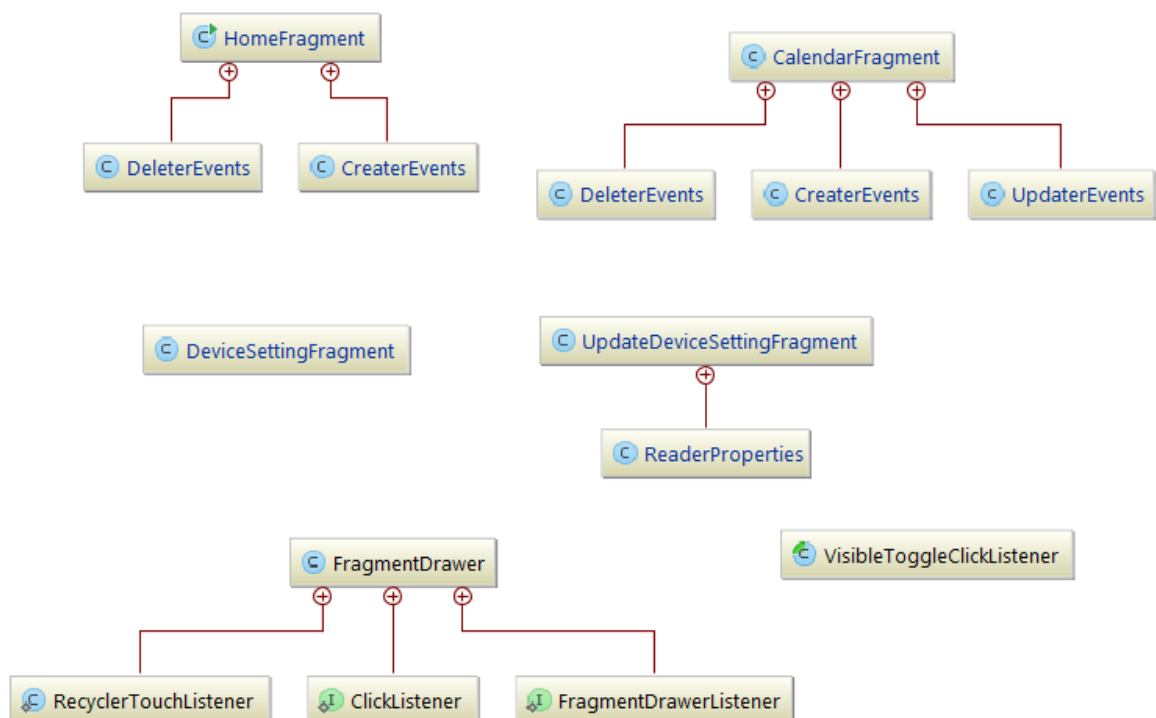 HomeFragment
CalendarFragment
DeleterEvents
CreaterEvents
DeleterEvents
CreaterEvents
UpdaterEvents
DeviceSettingFragment
UpdateDeviceSettingFragment
ReaderProperties
FragmentDrawer
VisibleToggleClickListener
RecyclerTouchListener
ClickListener
FragmentDrawerListener